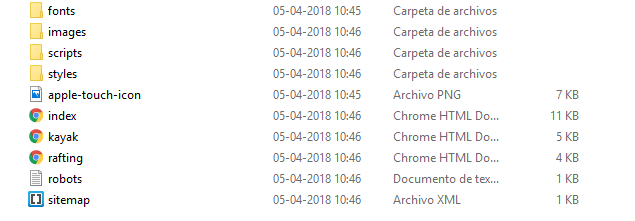 fonts 05-04-2018 10:45 Carpeta de archivos
images 05-04-2018 10:46 Carpeta de archivos
scripts 05-04-2018 10:46 Carpeta de archivos
styles 05-04-2018 10:46 Carpeta de archivos
apple-touch-icon 05-04-2018 10:45 Archivo PNG 7 KB
index 05-04-2018 10:46 Chrome HTML Do... 11 KB
kayak 05-04-2018 10:46 Chrome HTML Do... 5 KB
rafting 05-04-2018 10:46 Chrome HTML Do... 4 KB
robots 05-04-2018 10:46 Documento de tex... 1 KB
sitemap 05-04-2018 10:46 Archivo XML 1 KB